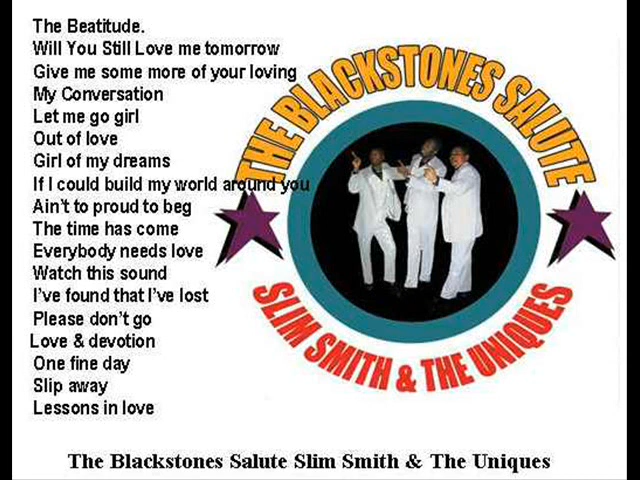 The Beatitude.
Will You Still Love me tomorrow
Give me some more of your loving
My Conversation
Let me go girl
Out of love
Girl of my dreams
If I could build my world around you
Ain't to proud to beg
The time has come
Everybody needs love
Watch this sound
I've found that I've lost
Please don't go
Love & devotion
One fine day
Slip away
Lessons in love
THE BLACKSTONES SALUTE
SLIM SMITH & THE UNIQUES
The Blackstones Salute Slim Smith & The Uniques